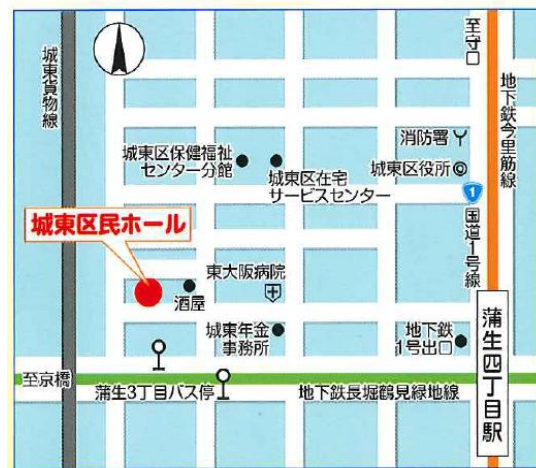 至守口
城東貨物線
地下鉄今里筋線
消防署
城東区保健福祉
センター分館
城東区役所
城東区在宅
サービスセンター
1
国道1号線
城東区民ホール
東大阪病院
酒屋
蒲生四丁目駅
城東年金
事務所
地下鉄
1号出口
至京橋
蒲生3丁目バス停
地下鉄長堀鶴見緑地線